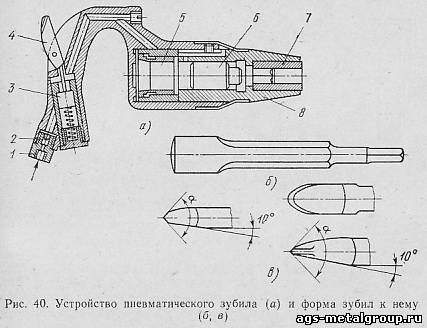 5
6
7
4
3
8
а)
2
1
б)
α
10°
α
10°
в)
Рис. 40. Устройство пневматического зубила (а) и форма зубил к нему
(б, в)
ags-metalgroup.ru